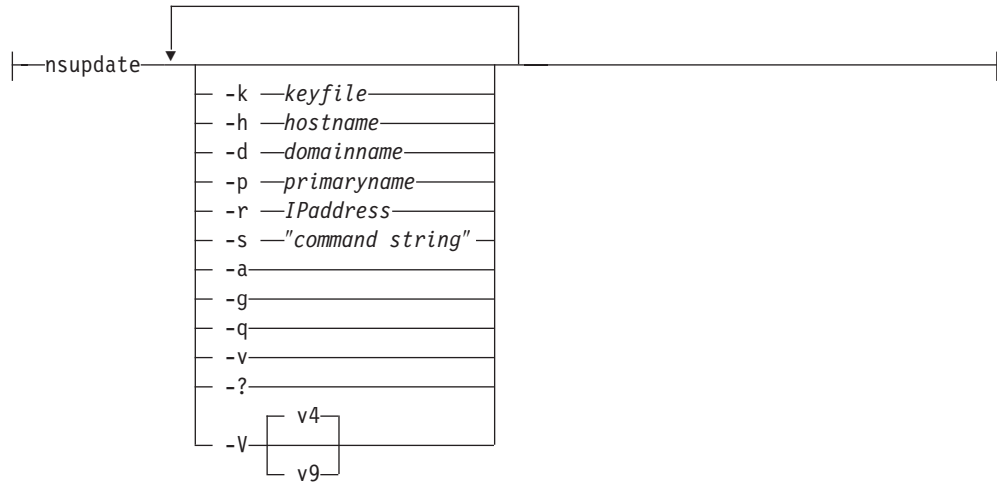 nsupdate
-k keyfile
-h hostname
-d domainname
-p primaryname
-r IPaddress
-s "command string"
-a
-g
-q
-v
-?
v4
-V
v9